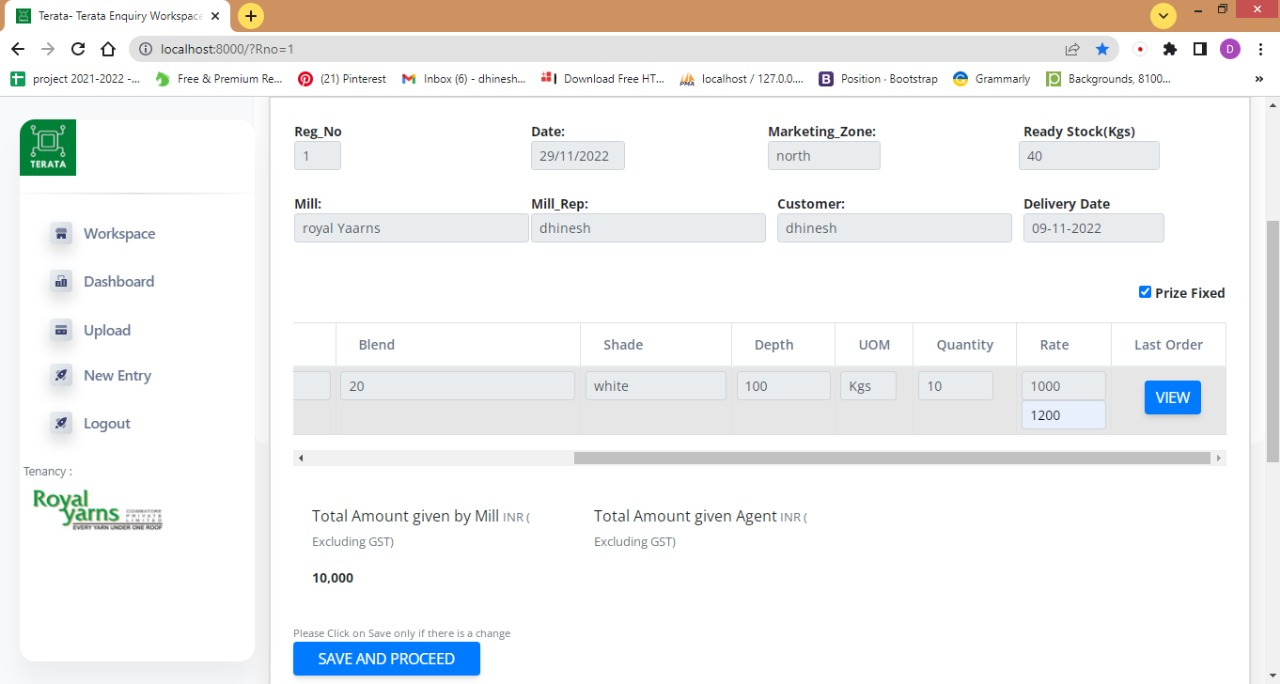 Terata- Terata Enquiry Workspace
localhost:8000/?Rno=1
D
project 2021-2022 -... Free & Premium Re... (21) Pinterest Inbox (6) - dhinesh... Download Free HT... localhost / 127.0.0.... Position · Bootstrap Grammarly Backgrounds, 8100... »
TERATA
Workspace
Dashboard
Upload
New Entry
Logout
Tenancy :
Royal
yarns COIMBATORE
PRIVATE
LIMITED
EVERY YARN UNDER ONE ROOF
Reg_No Date: Marketing_Zone: Ready Stock(Kgs)
1 29/11/2022 north 40
Mill: Mill_Rep: Customer: Delivery Date
royal Yaarns dhinesh dhinesh 09-11-2022
Prize Fixed
Blend Shade Depth UOM Quantity Rate Last Order
20 white 100 Kgs 10 1000 VIEW
1200
Total Amount given by Mill INR ( Total Amount given Agent INR (
Excluding GST) Excluding GST)
10,000
Please Click on Save only if there is a change
SAVE AND PROCEED